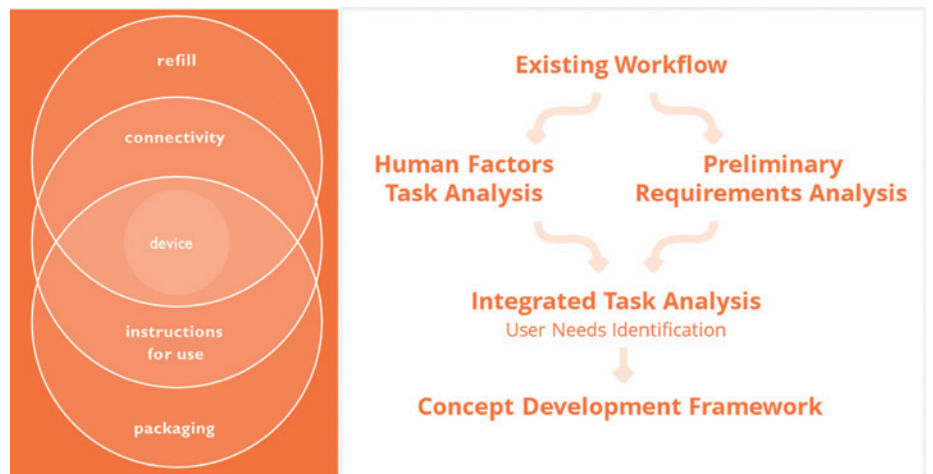 refill
connectivity
device
instructions
for use
packaging
Existing Workflow
Human Factors
Task Analysis
Preliminary
Requirements Analysis
Integrated Task Analysis
User Needs Identification
Concept Development Framework